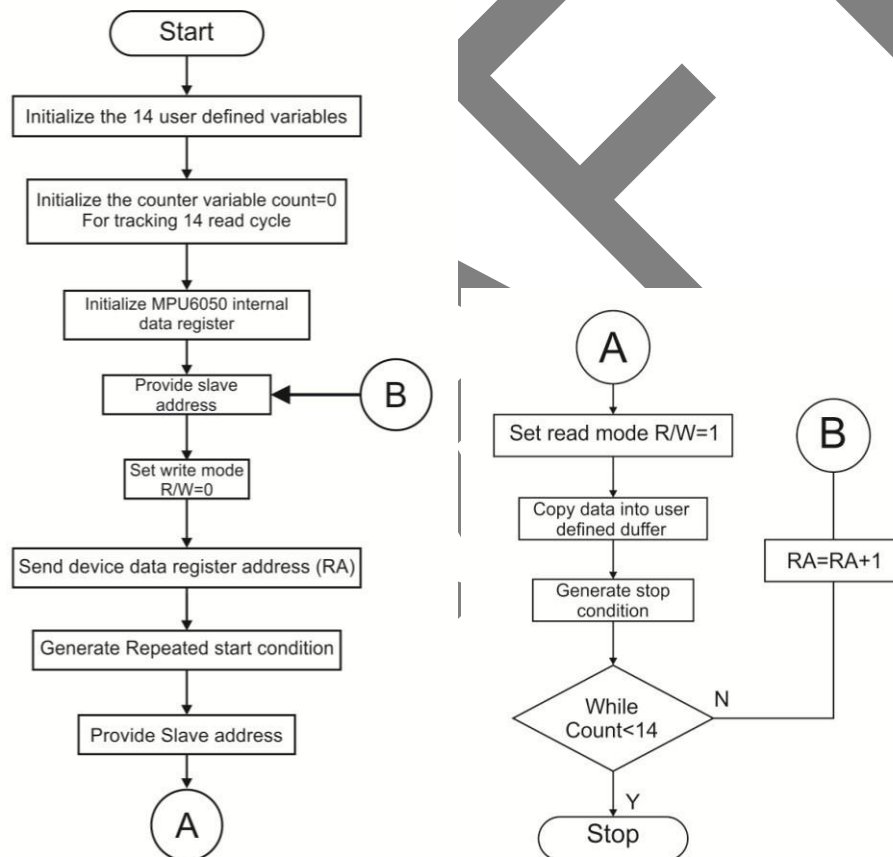 Start
Initialize the 14 user defined variables
Initialize the counter variable count=0
For tracking 14 read cycle
Initialize MPU6050 internal
data register
Provide slave
address
B
Set write mode
R/W=0
Send device data register address (RA)
Generate Repeated start condition
Provide Slave address
A
A
Set read mode R/W=1
B
Copy data into user
defined duffer
RA=RA+1
Generate stop
condition
While
Count<14
N
Y
Stop